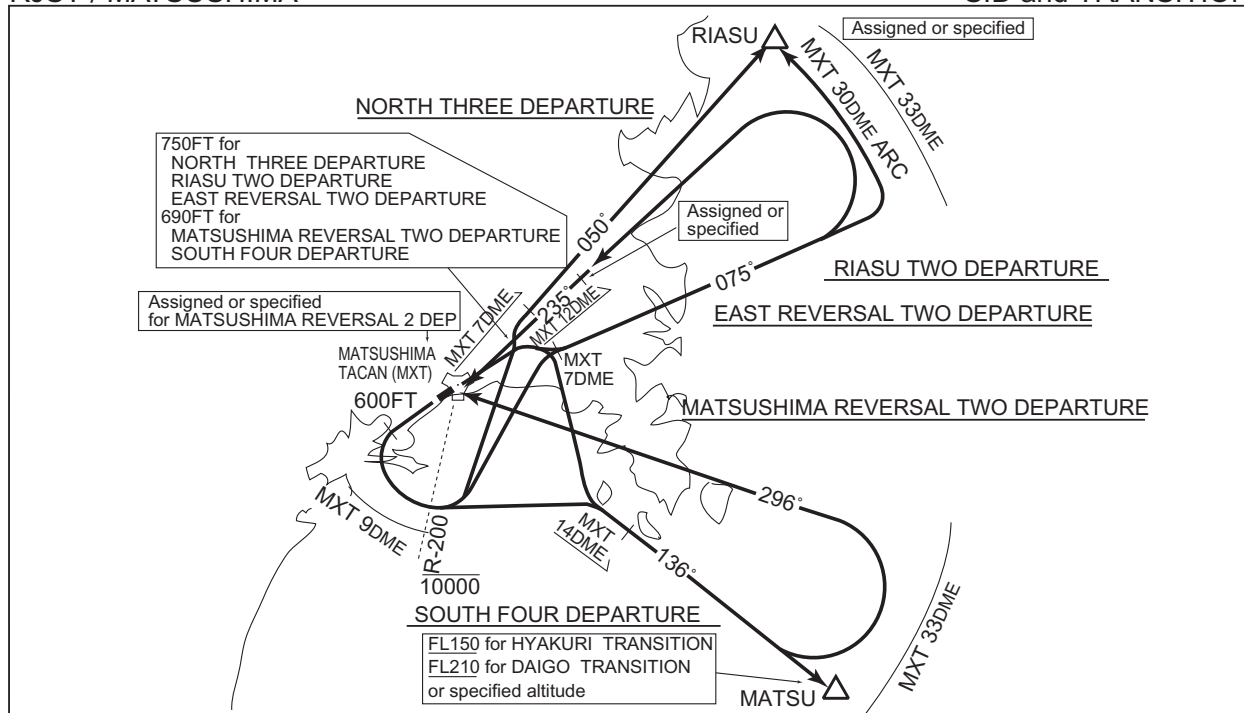 RJST / MATSUSHIMA
SID and TRANSITION
RIASU
Assigned or specified
MXT 30DME ARC
MXT 33DME
NORTH THREE DEPARTURE
750FT for
NORTH THREE DEPARTURE
RIASU TWO DEPARTURE
EAST REVERSAL TWO DEPARTURE
690FT for
MATSUSHIMA REVERSAL TWO DEPARTURE
SOUTH FOUR DEPARTURE
050°
Assigned or
specified
235°
075°
RIASU TWO DEPARTURE
EAST REVERSAL TWO DEPARTURE
Assigned or specified
for MATSUSHIMA REVERSAL 2 DEP
MXT 7DME
MXT 12DME
MATSUSHIMA
TACAN (MXT)
MXT
7DME
600FT
MATSUSHIMA REVERSAL TWO DEPARTURE
296°
MXT 9DME
R-200
10000
MXT
14DME
136°
SOUTH FOUR DEPARTURE
FL150 for HYAKURI TRANSITION
FL210 for DAIGO TRANSITION
or specified altitude
MATSU
MXT 33DME